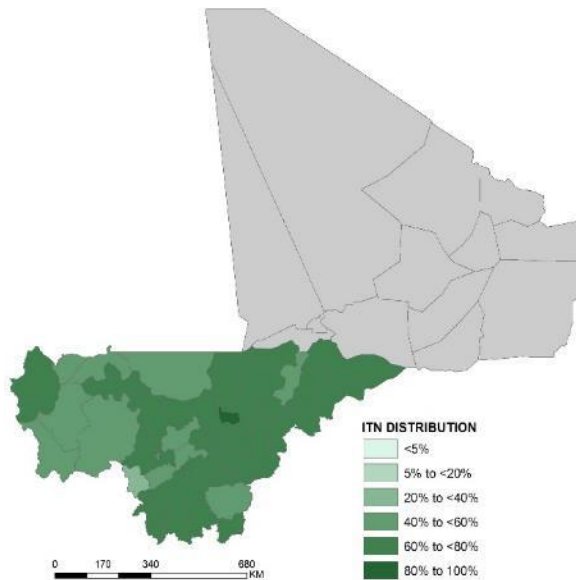 ITN DISTRIBUTION
<5%
5% to <20%
20% to <40%
40% to <60%
60% to <80%
80% to 100%
0 170 340 680
KM